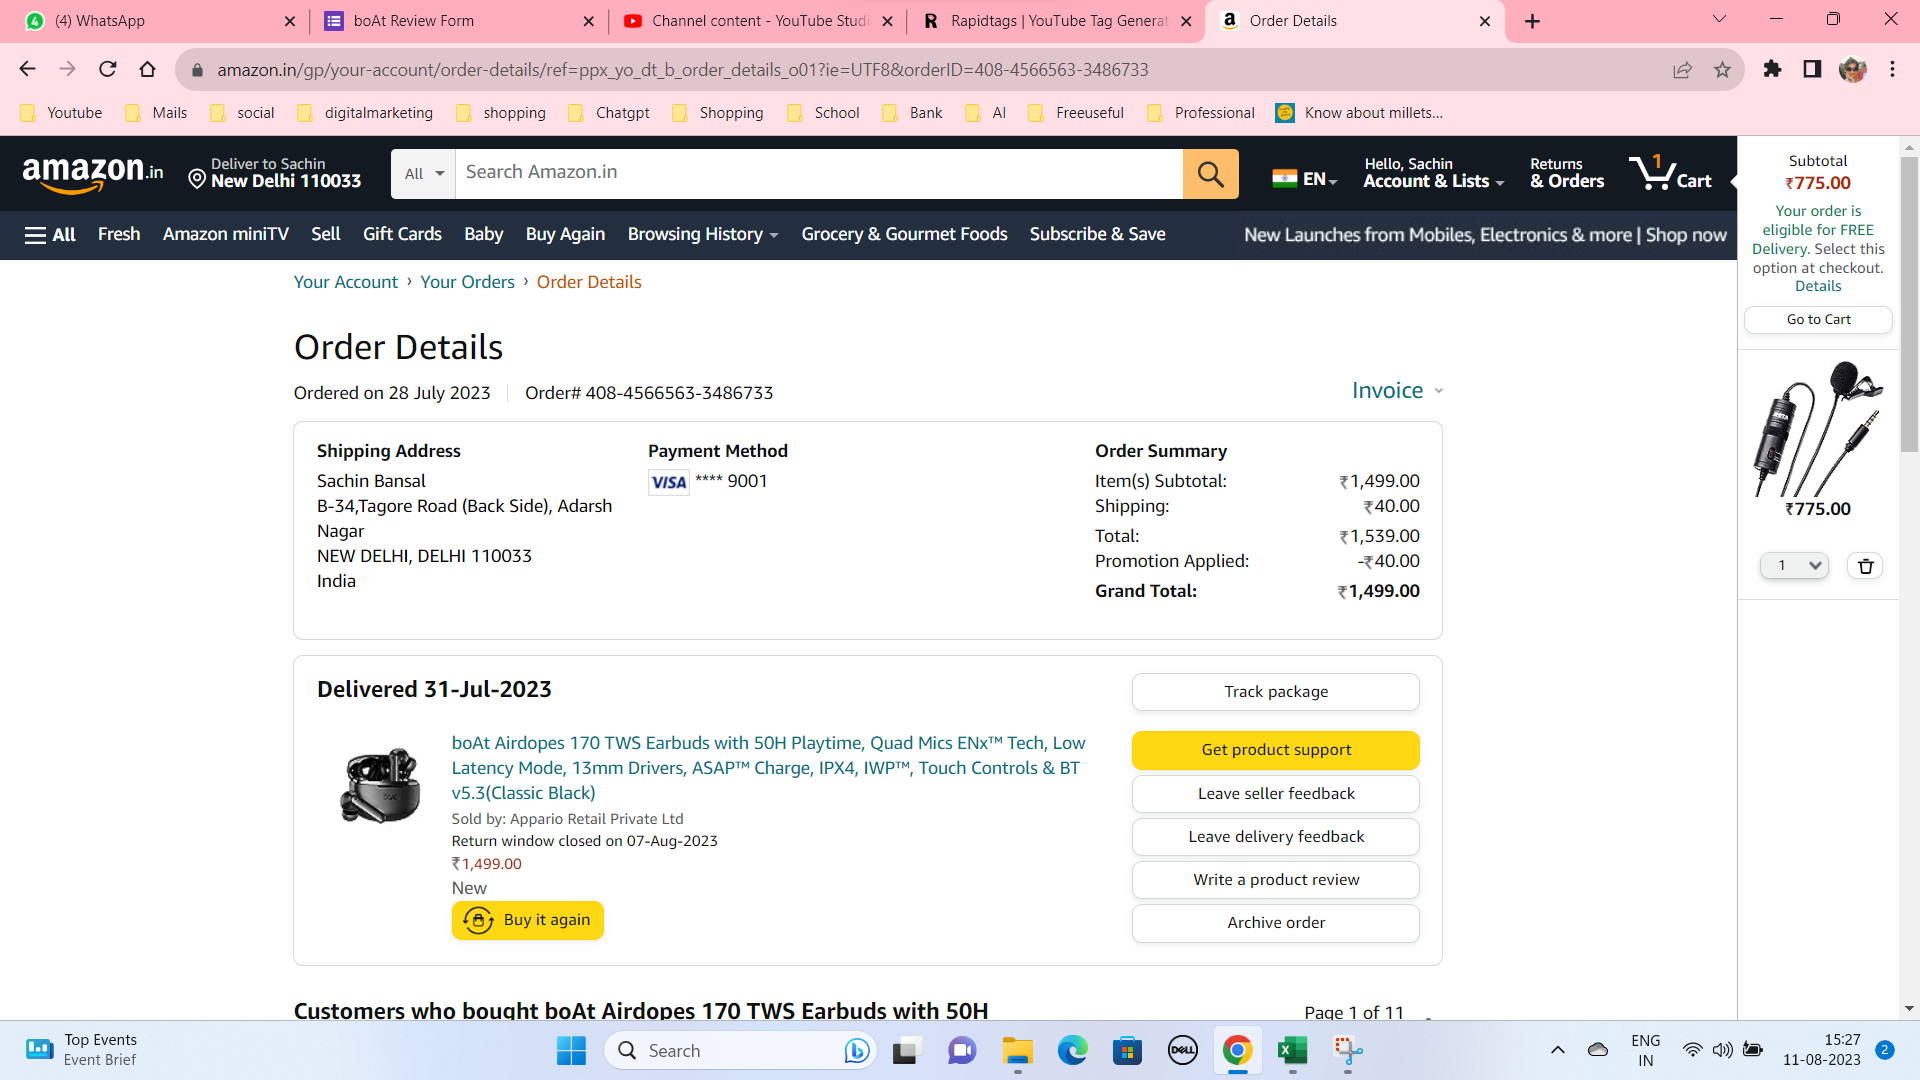 (4) WhatsApp
boAt Review Form
Channel content - YouTube Studi
Rapidtags | YouTube Tag Generat
Order Details
amazon.in/gp/your-account/order-details/ref=ppx_yo_dt_b_order_details_o01?ie=UTF8&orderID=408-4566563-3486733
Youtube
Mails
social
digitalmarketing
shopping
Chatgpt
Shopping
School
Bank
AI
Freeuseful
Professional
Know about millets...
amazon.in
Deliver to Sachin
New Delhi 110033
All
Search Amazon.in
EN
Hello, Sachin
Account & Lists
Returns
& Orders
1
Cart
All
Fresh
Amazon miniTV
Sell
Gift Cards
Baby
Buy Again
Browsing History
Grocery & Gourmet Foods
Subscribe & Save
New Launches from Mobiles, Electronics & more | Shop now
Subtotal
₹775.00
Your order is
eligible for FREE
Delivery. Select this
option at checkout.
Details
Go to Cart
₹775.00
1
Your Account › Your Orders › Order Details
Order Details
Ordered on 28 July 2023
Order# 408-4566563-3486733
Invoice
Shipping Address
Sachin Bansal
B-34,Tagore Road (Back Side), Adarsh
Nagar
NEW DELHI, DELHI 110033
India
Payment Method
VISA **** 9001
Order Summary
Item(s) Subtotal: ₹1,499.00
Shipping: ₹40.00
Total: ₹1,539.00
Promotion Applied: -₹40.00
Grand Total: ₹1,499.00
Delivered 31-Jul-2023
boAt Airdopes 170 TWS Earbuds with 50H Playtime, Quad Mics ENx™ Tech, Low
Latency Mode, 13mm Drivers, ASAP™ Charge, IPX4, IWP™, Touch Controls & BT
v5.3(Classic Black)
Sold by: Appario Retail Private Ltd
Return window closed on 07-Aug-2023
₹1,499.00
New
Buy it again
Track package
Get product support
Leave seller feedback
Leave delivery feedback
Write a product review
Archive order
Customers who bought boAt Airdopes 170 TWS Earbuds with 50H
Page 1 of 11
Top Events
Event Brief
Search
DELL
ENG
IN
15:27
11-08-2023
2